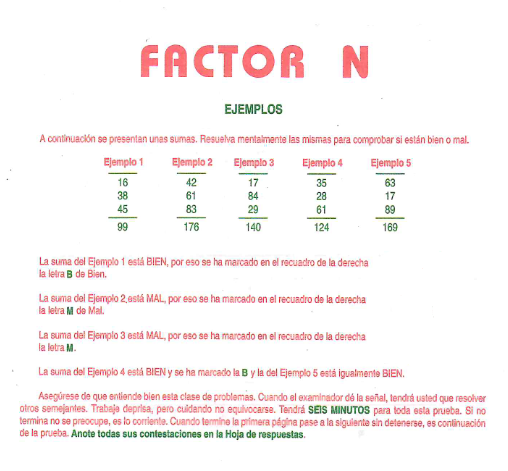 FACTOR N
EJEMPLOS
A continuación se presentan unas sumas. Resuelva mentalmente las mismas para comprobar si están bien o mal.
Ejemplo 1 Ejemplo 2 Ejemplo 3 Ejemplo 4 Ejemplo 5
16 42 17 35 63
38 61 84 28 17
45 83 29 61 89
99 176 140 124 169
La suma del Ejemplo 1 está BIEN, por eso se ha marcado en el recuadro de la derecha
la letra B de Bien.
La suma del Ejemplo 2 está MAL, por eso se ha marcado en el recuadro de la derecha
la letra M de Mal.
La suma del Ejemplo 3 está MAL, por eso se ha marcado en el recuadro de la derecha
la letra M.
La suma del Ejemplo 4 está BIEN y se ha marcado la B y la del Ejemplo 5 está igualmente BIEN.
Asegúrese de que entiende bien esta clase de problemas. Cuando el examinador dé la señal, tendrá usted que resolver
otros semejantes. Trabaje deprisa, pero cuidando no equivocarse. Tendrá SEIS MINUTOS para toda esta prueba. Si no
termina no se preocupe, es lo corriente. Cuando termine la primera página pase a la siguiente sin detenerse, es continuación
de la prueba. Anote todas sus contestaciones en la Hoja de respuestas.